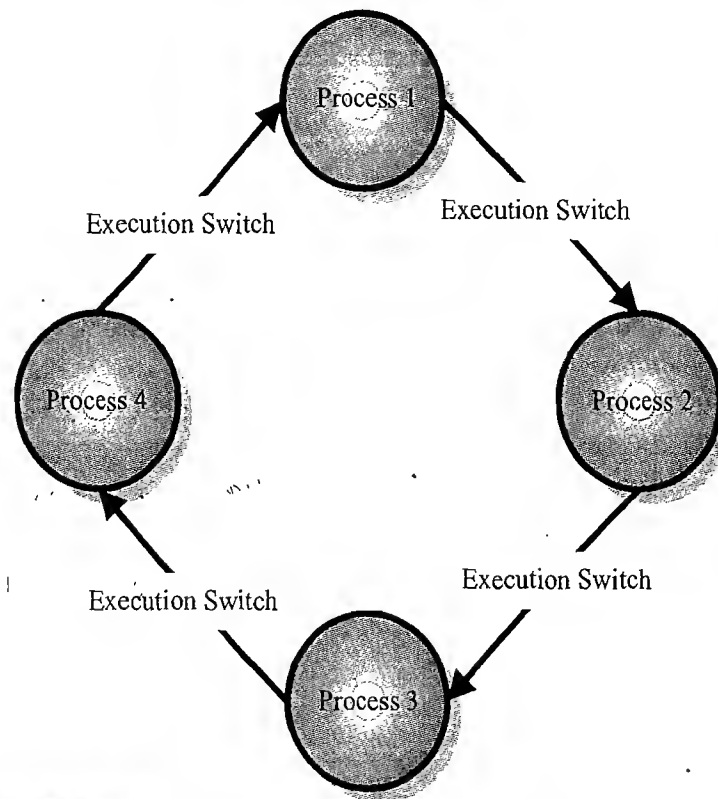 Process 1
Execution Switch
Execution Switch
Process 4
Process 2
Execution Switch
Execution Switch
Process 3